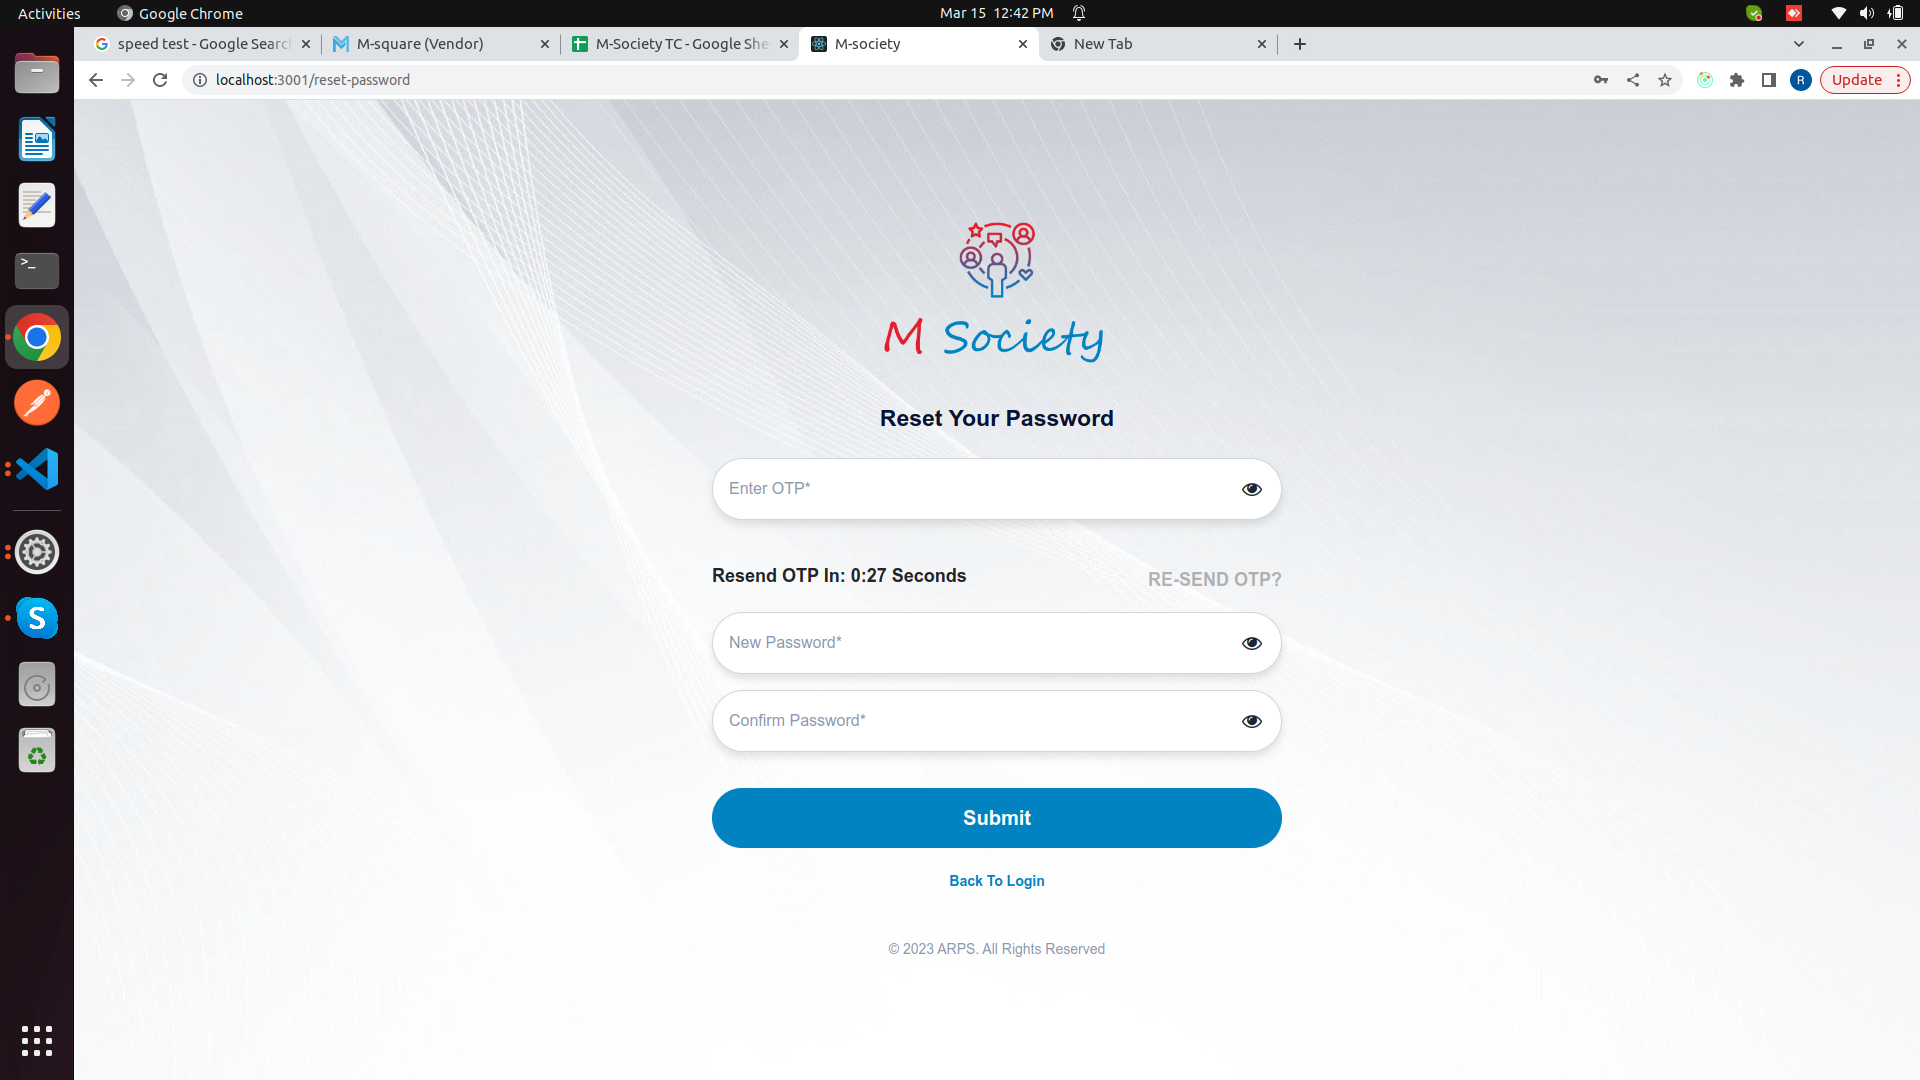 Activities Google Chrome Mar 15 12:42 PM
speed test - Google Searc M-square (Vendor) M-Society TC - Google She M-society New Tab
localhost:3001/reset-password R Update
>_
M Society
Reset Your Password
Enter OTP*
Resend OTP In: 0:27 Seconds RE-SEND OTP?
New Password*
Confirm Password*
Submit
Back To Login
© 2023 ARPS. All Rights Reserved